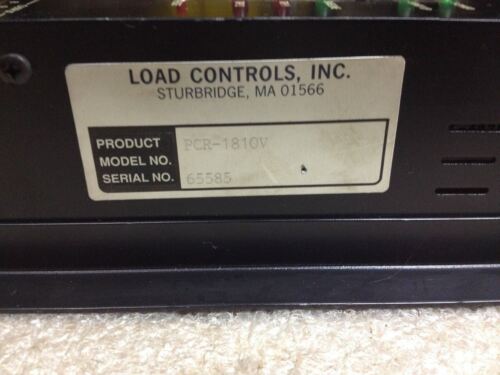 LOAD CONTROLS, INC.
STURBRIDGE, MA 01566
PRODUCT PCR-1810V
MODEL NO.
SERIAL NO. 65585